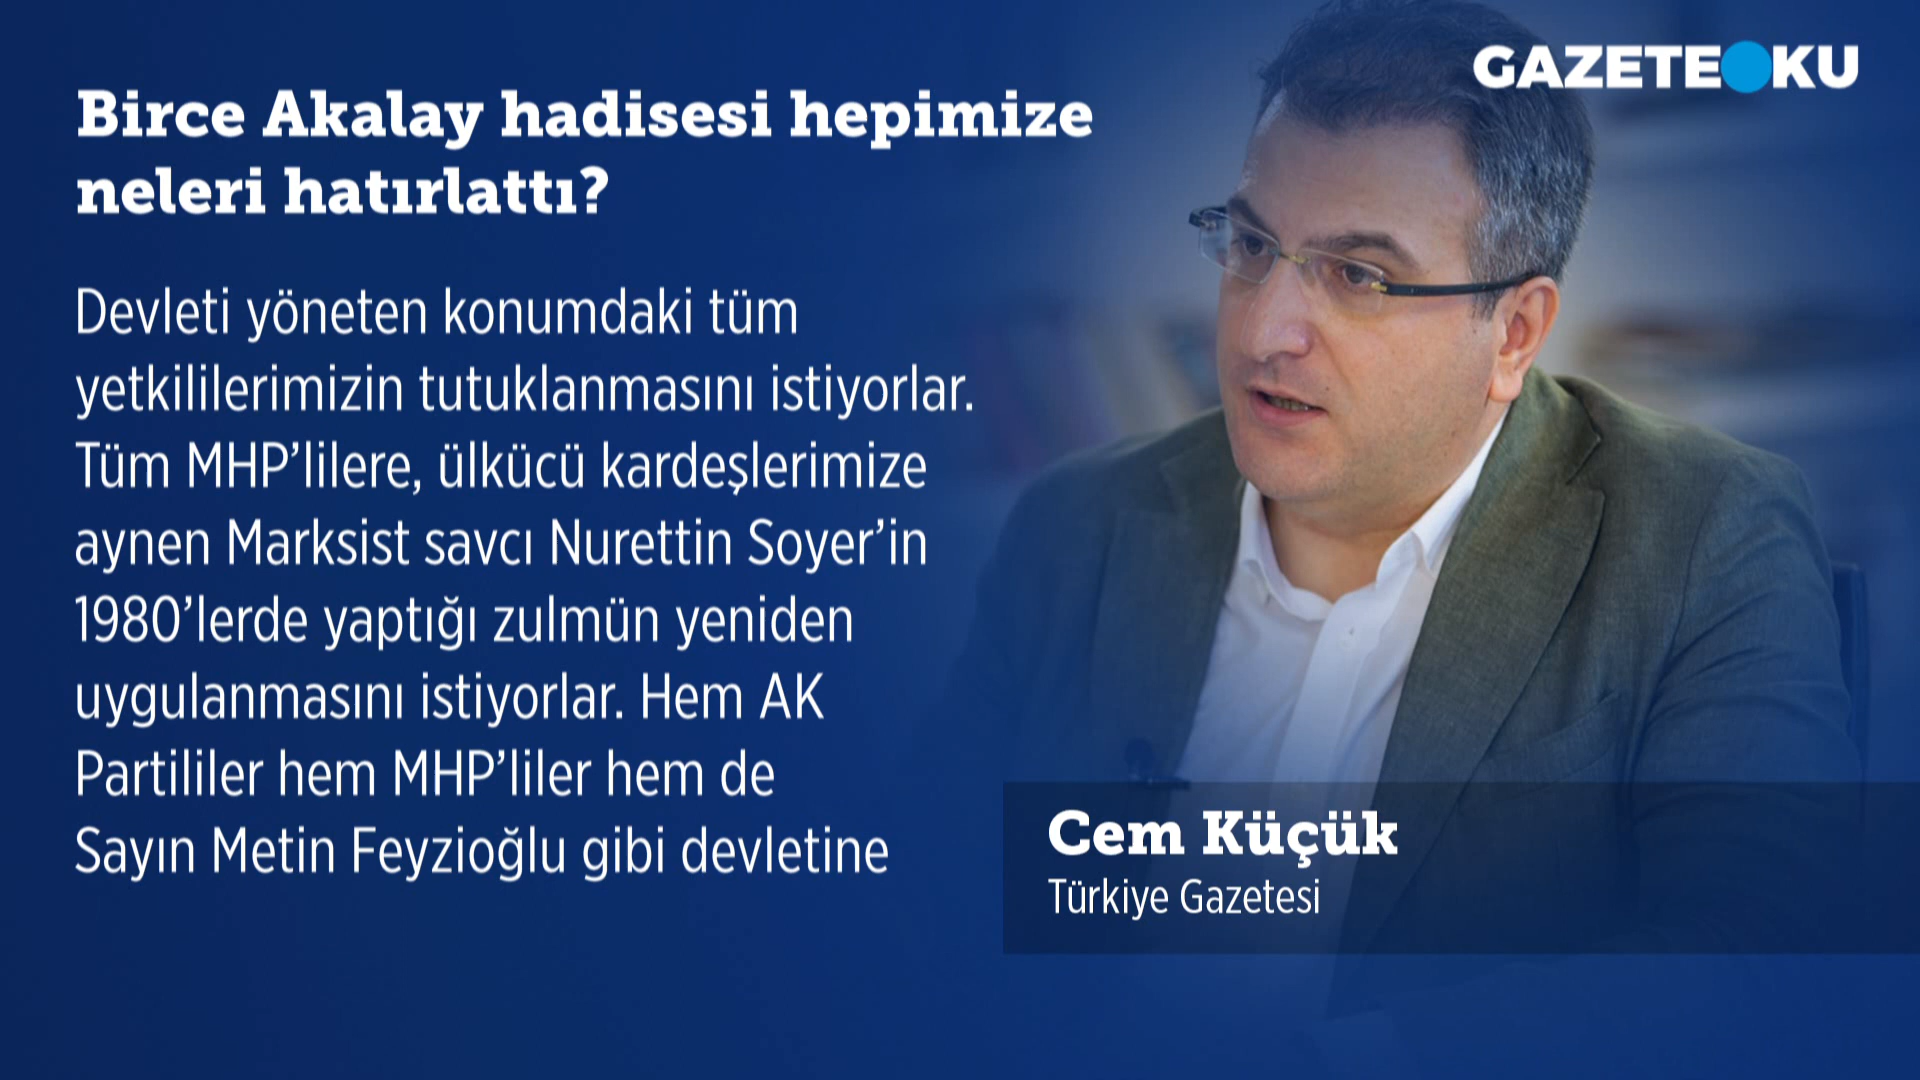 GAZETEOKU
Birce Akalay hadisesi hepimize
neleri hatırlattı?
Devleti yöneten konumdaki tüm
yetkililerimizin tutuklanmasını istiyorlar.
Tüm MHP’lilere, ülkücü kardeşlerimize
aynen Marksist savcı Nurettin Soyer’in
1980’lerde yaptığı zulmün yeniden
uygulanmasını istiyorlar. Hem AK
Partililer hem MHP’liler hem de
Sayın Metin Feyzioğlu gibi devletine
Cem Küçük
Türkiye Gazetesi